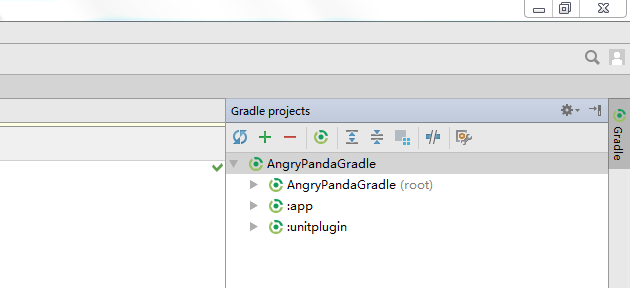 Gradle projects
Gradle
AngryPandaGradle
AngryPandaGradle (root)
:app
:unitplugin